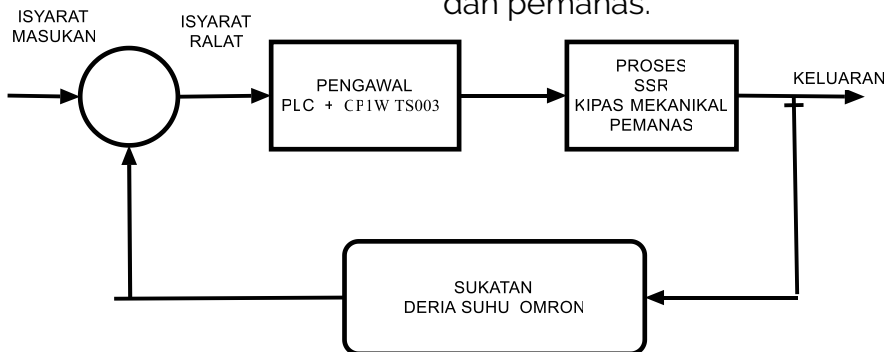 dan pemanas.
ISYARAT
MASUKAN
ISYARAT
RALAT
PENGAWAL
PLC + CP1W TS003
PROSES
SSR
KIPAS MEKANIKAL
PEMANAS
KELUARAN
SUKATAN
DERIA SUHU OMRON